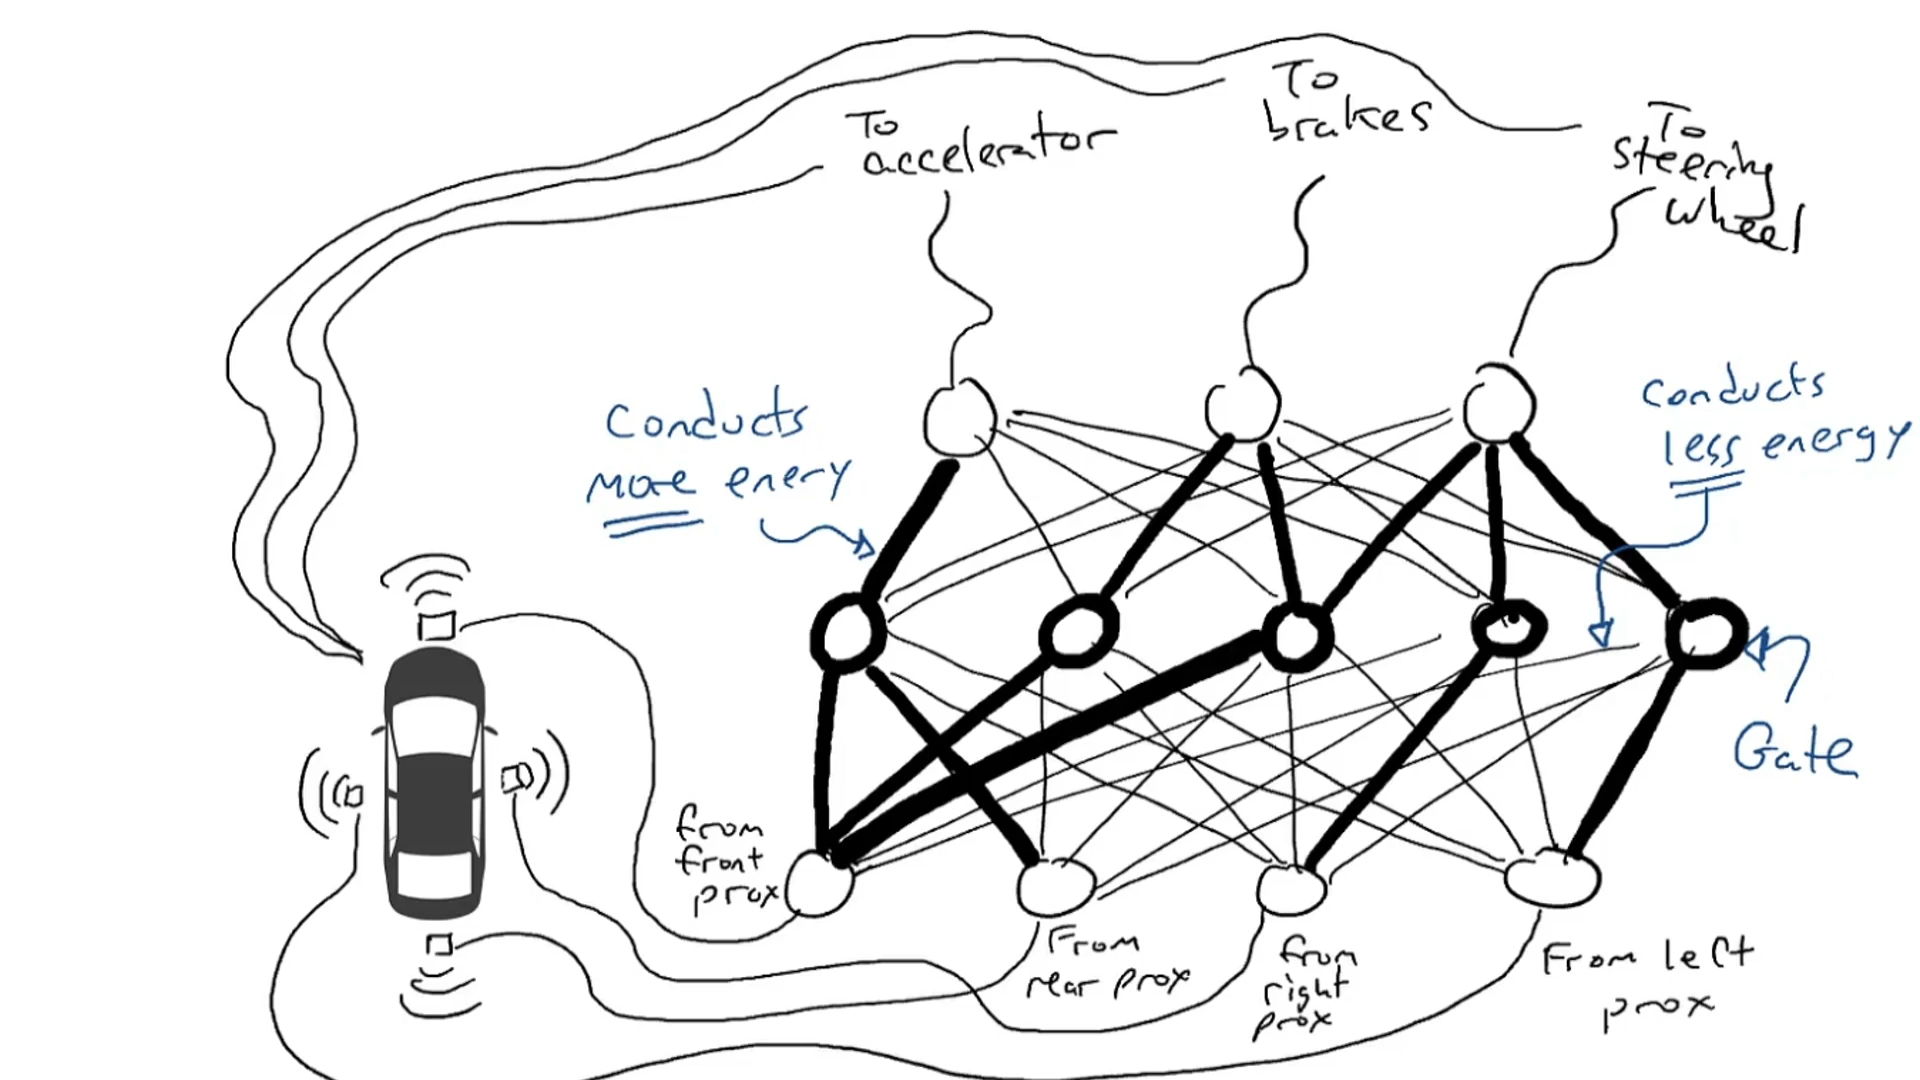 To
accelerator
To
brakes
To
steering
wheel
Conducts
more enery
Conducts
less energy
Gate
from
front
prox
From
rear prox
from
right
prox
From left
prox